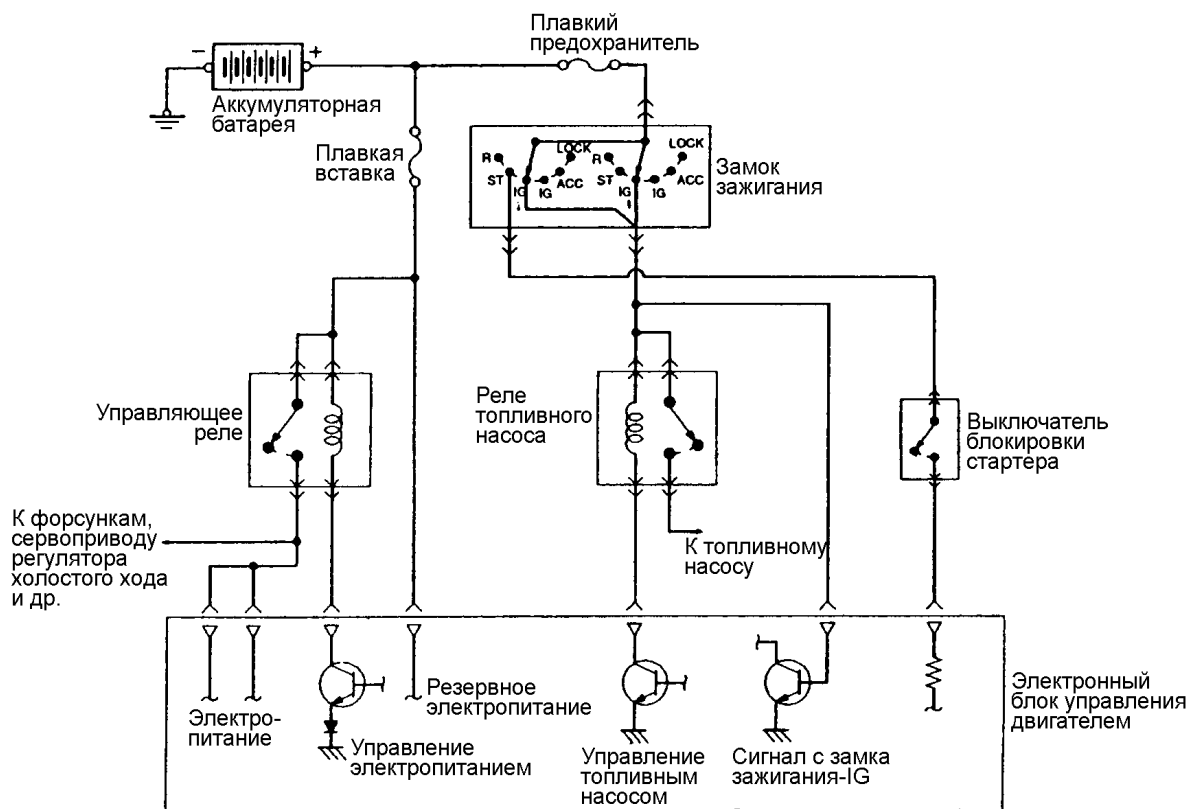 Плавкий
предохранитель
− +
Аккумуляторная
батарея
Плавкая
вставка
R ST IG IG ACC LOCK
R ST IG IG ACC LOCK
Замок
зажигания
Управляющее
реле
Реле
топливного
насоса
Выключатель
блокировки
стартера
К форсункам,
сервоприводу
регулятора
холостого хода
и др.
К топливному
насосу
Электро-
питание
Управление
электропитанием
Резервное
электропитание
Управление
топливным
насосом
Сигнал с замка
зажигания-IG
Электронный
блок управления
двигателем